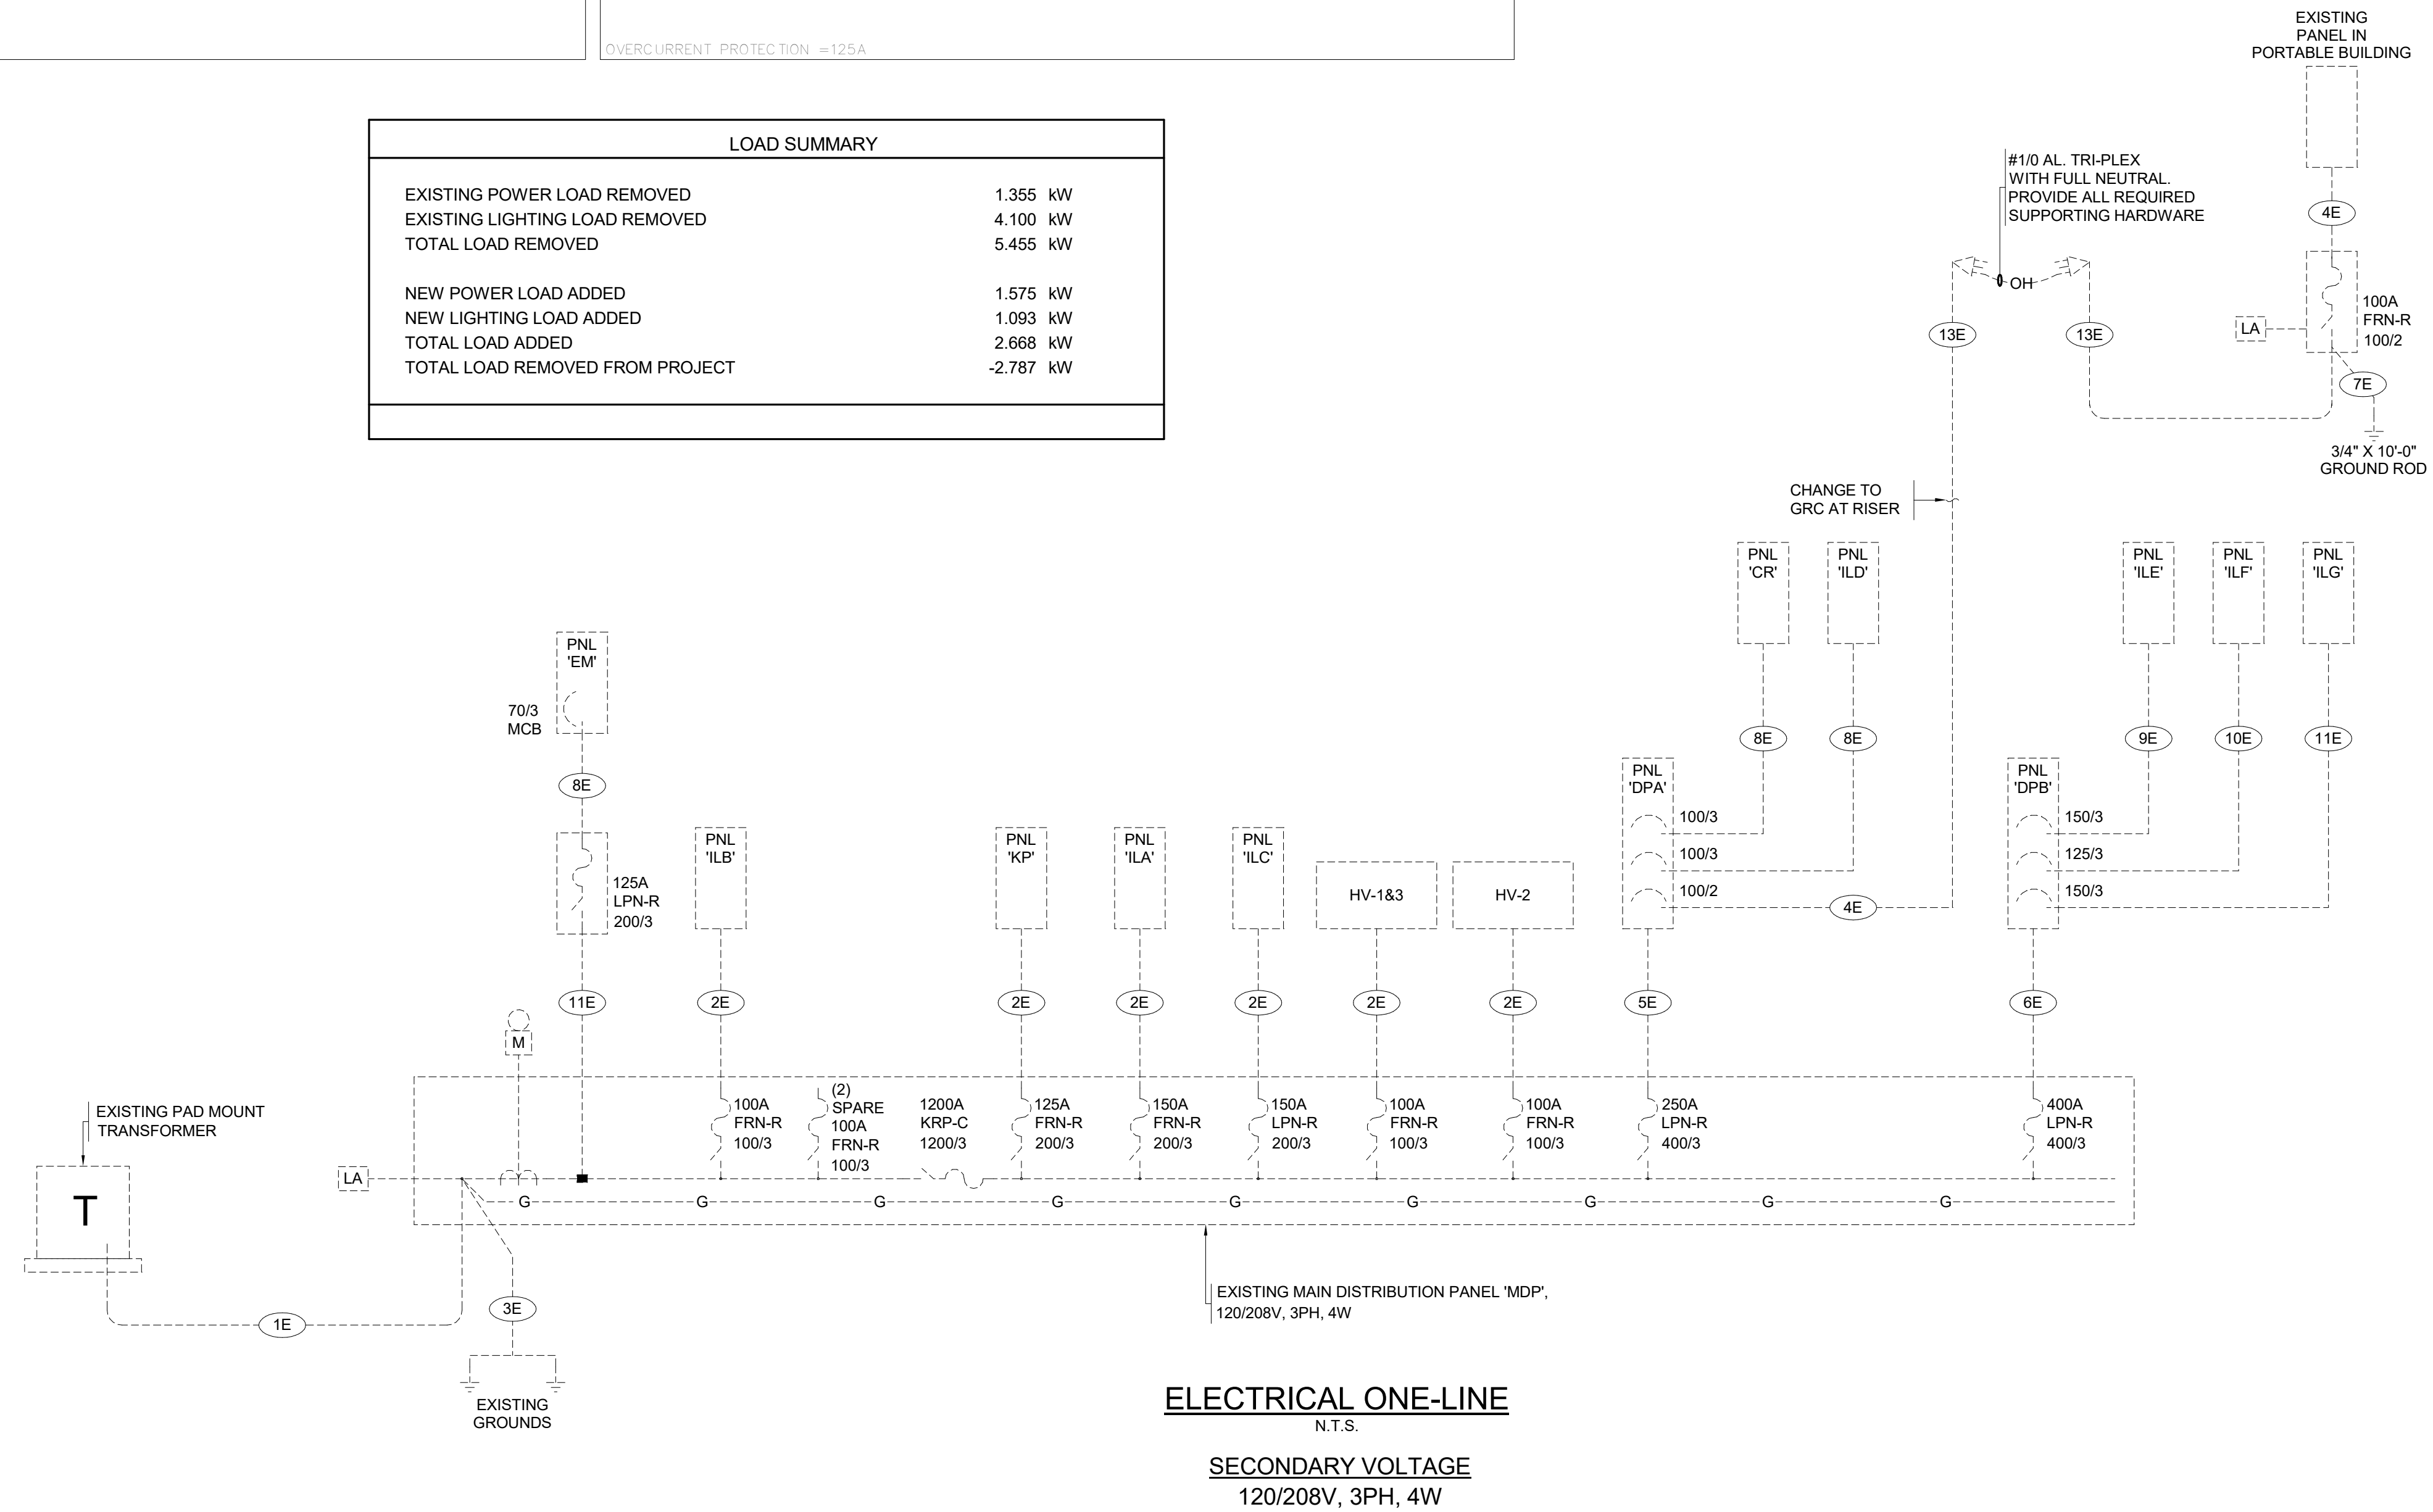 OVERCURRENT PROTECTION =125A
LOAD SUMMARY
EXISTING POWER LOAD REMOVED 1.355 kW
EXISTING LIGHTING LOAD REMOVED 4.100 kW
TOTAL LOAD REMOVED 5.455 kW
NEW POWER LOAD ADDED 1.575 kW
NEW LIGHTING LOAD ADDED 1.093 kW
TOTAL LOAD ADDED 2.668 kW
TOTAL LOAD REMOVED FROM PROJECT -2.787 kW
EXISTING
PANEL IN
PORTABLE BUILDING
#1/0 AL. TRI-PLEX
WITH FULL NEUTRAL.
PROVIDE ALL REQUIRED
SUPPORTING HARDWARE
4E
OH
100A
FRN-R
100/2
LA
13E
13E
7E
3/4" X 10'-0"
GROUND ROD
CHANGE TO
GRC AT RISER
PNL
'CR'
PNL
'ILD'
PNL
'ILE'
PNL
'ILF'
PNL
'ILG'
8E
8E
9E
10E
11E
PNL
'EM'
70/3
MCB
8E
125A
LPN-R
200/3
PNL
'ILB'
PNL
'KP'
PNL
'ILA'
PNL
'ILC'
HV-1&3
HV-2
PNL
'DPA'
100/3
100/3
100/2
4E
PNL
'DPB'
150/3
125/3
150/3
M
11E
2E
2E
2E
2E
2E
2E
5E
6E
100A
FRN-R
100/3
(2)
SPARE
100A
FRN-R
100/3
1200A
KRP-C
1200/3
125A
FRN-R
200/3
150A
FRN-R
200/3
150A
LPN-R
200/3
100A
FRN-R
100/3
100A
FRN-R
100/3
250A
LPN-R
400/3
400A
LPN-R
400/3
EXISTING PAD MOUNT
TRANSFORMER
T
LA
G G G G G G G G G
1E
3E
EXISTING
GROUNDS
EXISTING MAIN DISTRIBUTION PANEL 'MDP',
120/208V, 3PH, 4W
ELECTRICAL ONE-LINE
N.T.S.
SECONDARY VOLTAGE
120/208V, 3PH, 4W